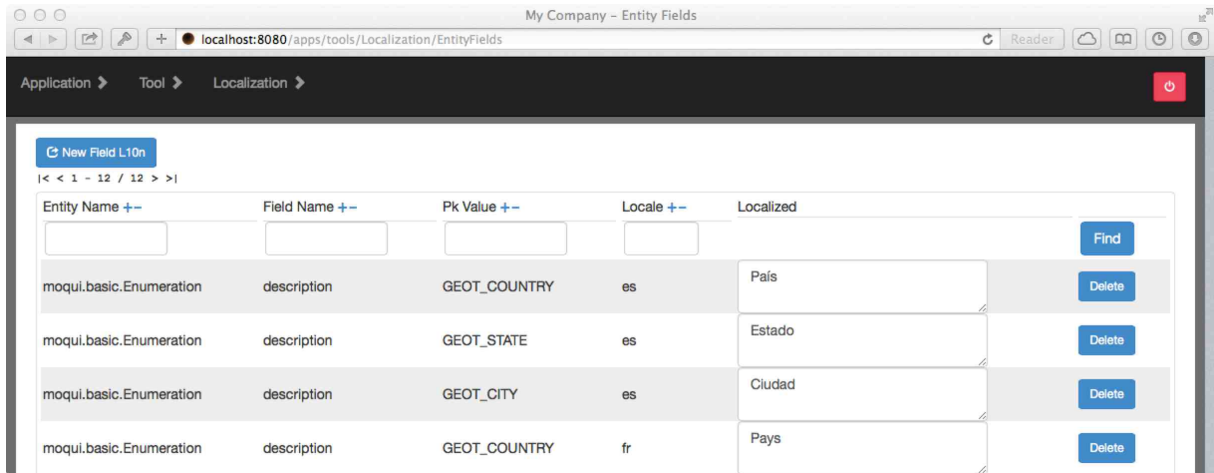 My Company – Entity Fields
localhost:8080/apps/tools/Localization/EntityFields
Reader
Application Tool Localization
New Field L10n
|< < 1 - 12 / 12 > >|
Entity Name +- Field Name +- Pk Value +- Locale +- Localized
Find
moqui.basic.Enumeration description GEOT_COUNTRY es País Delete
moqui.basic.Enumeration description GEOT_STATE es Estado Delete
moqui.basic.Enumeration description GEOT_CITY es Ciudad Delete
moqui.basic.Enumeration description GEOT_COUNTRY fr Pays Delete